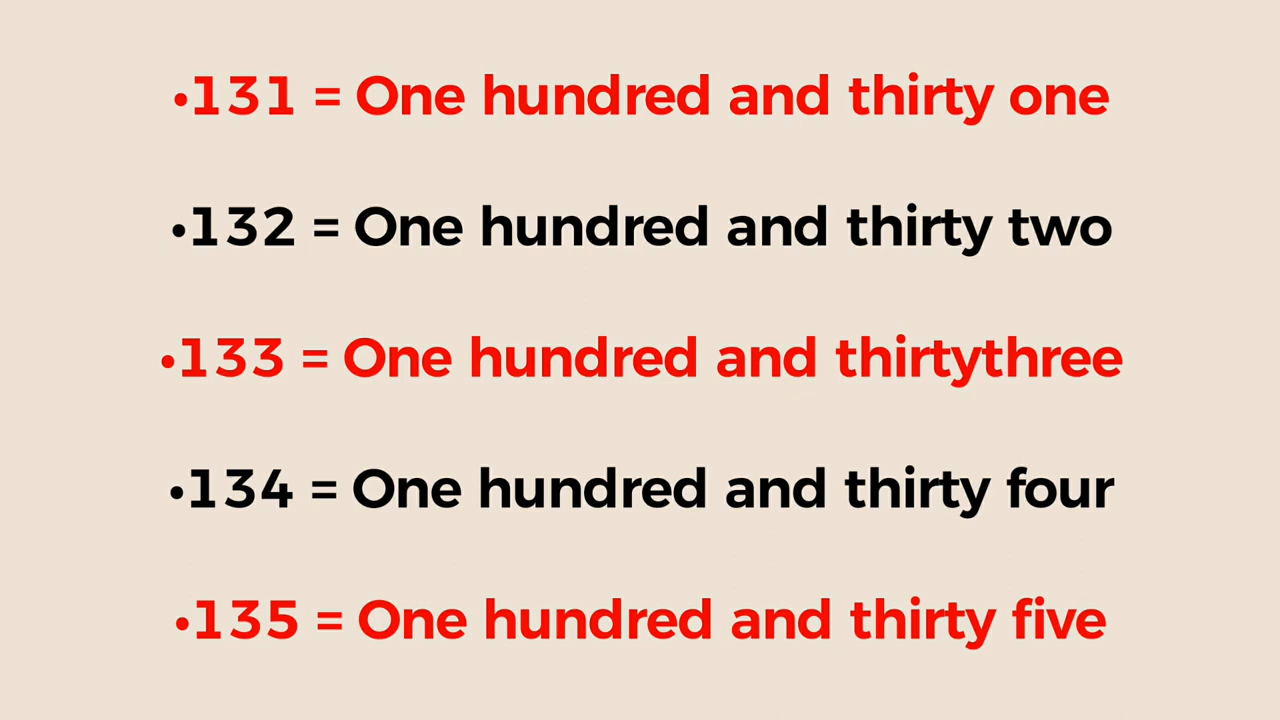 •131 = One hundred and thirty one
•132 = One hundred and thirty two
•133 = One hundred and thirtythree
•134 = One hundred and thirty four
•135 = One hundred and thirty five